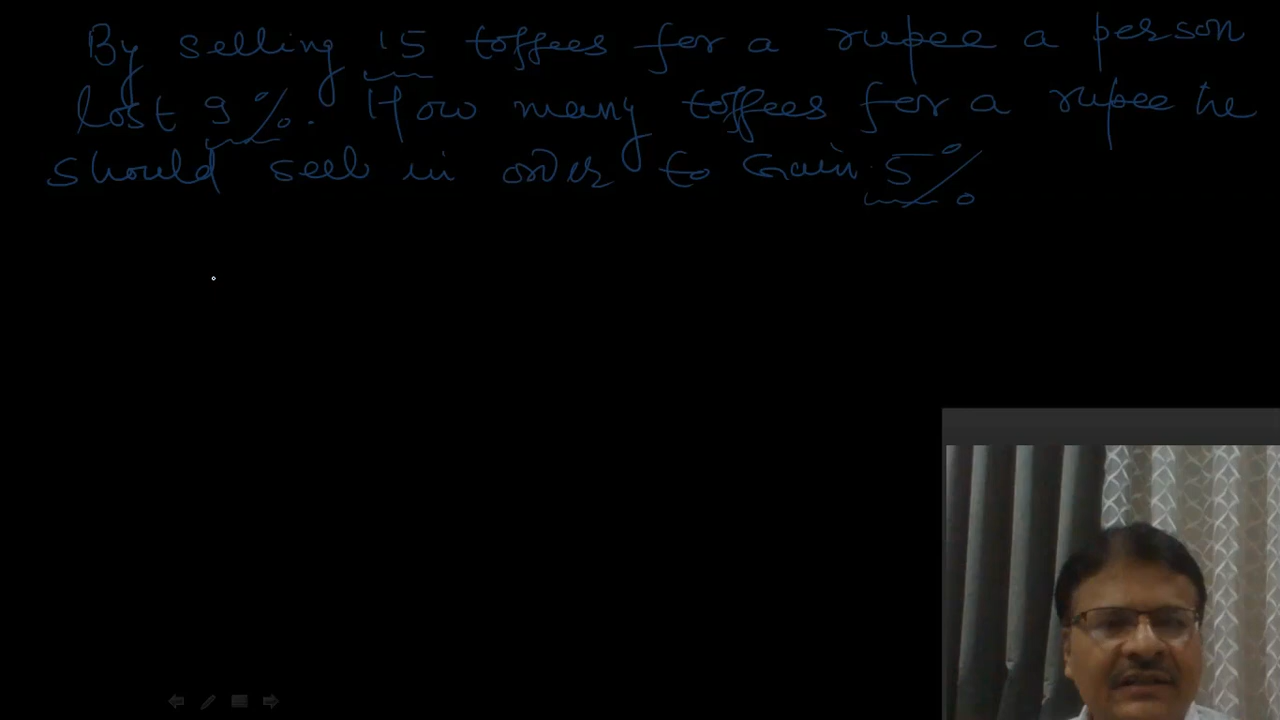 By selling 15 toffees for a rupee a person
lost 9%. How many toffees for a rupee he
should sell in order to Gain 5%